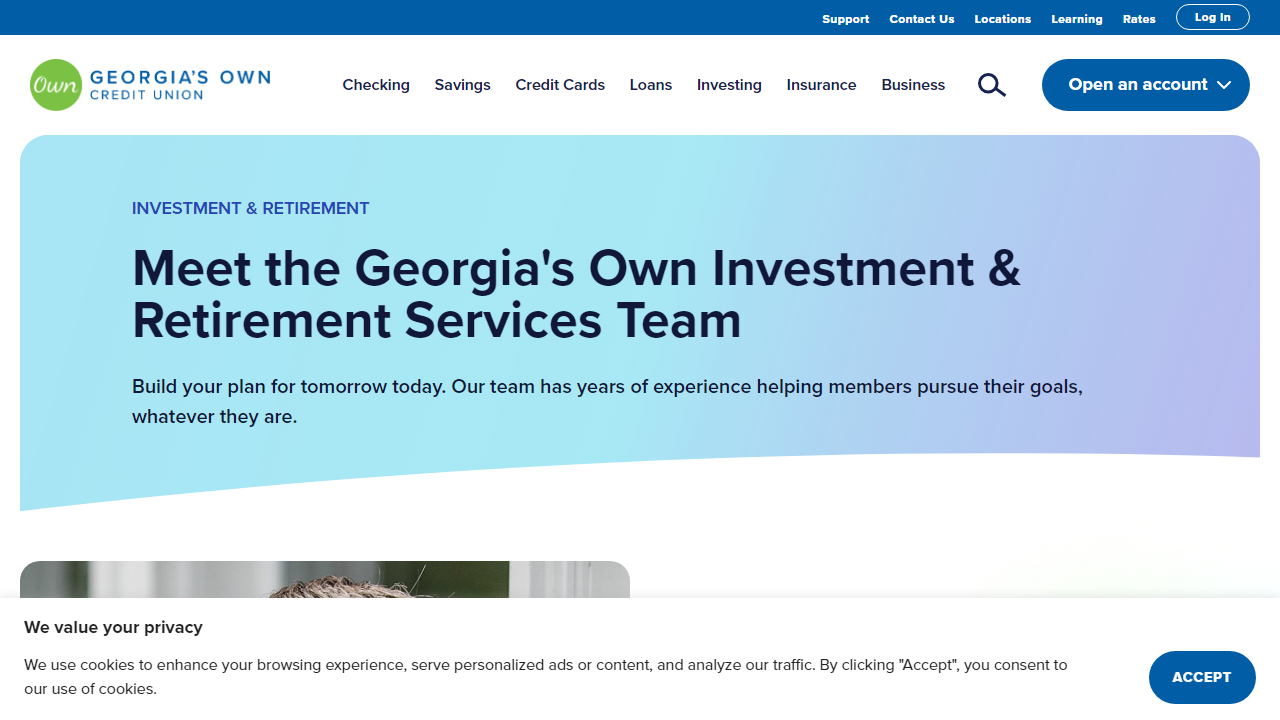 Support Contact Us Locations Learning Rates Log In
Own GEORGIA'S OWN
CREDIT UNION
Checking Savings Credit Cards Loans Investing Insurance Business Open an account
INVESTMENT & RETIREMENT
Meet the Georgia's Own Investment &
Retirement Services Team
Build your plan for tomorrow today. Our team has years of experience helping members pursue their goals,
whatever they are.
We value your privacy
We use cookies to enhance your browsing experience, serve personalized ads or content, and analyze our traffic. By clicking "Accept", you consent to
our use of cookies.
ACCEPT